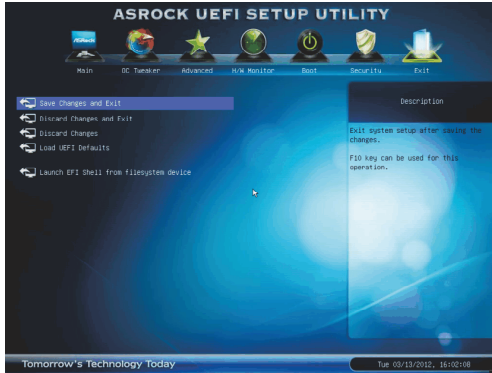 ASROCK UEFI SETUP UTILITY
ASRock
Main OC Tweaker Advanced H/W Monitor Boot Security Exit
Save Changes and Exit
Discard Changes and Exit
Discard Changes
Load UEFI Defaults
Launch EFI Shell from filesystem device
Description
Exit system setup after saving the
changes.
F10 key can be used for this
operation.
Tomorrow's Technology Today
Tue 03/13/2012, 16:02:08